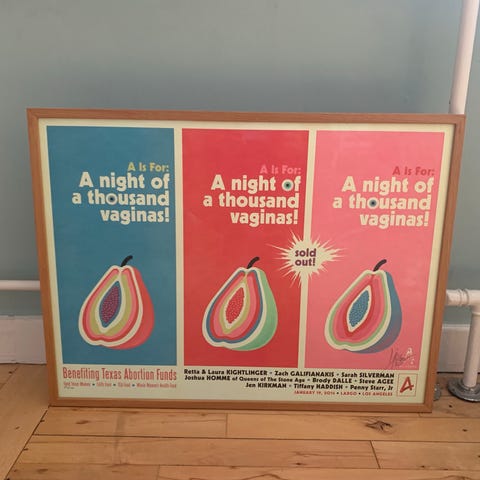 A Is For:
A night of
a thousand
vaginas!
A Is For:
A night of
a thousand
vaginas!
A Is For:
A night of
a thousand
vaginas!
sold
out!
Benefiting Texas Abortion Funds
Retta & Laura KIGHTLINGER • Zach GALIFIANAKIS • Sarah SILVERMAN
Joshua HOMME of Queens of The Stone Age • Brody DALLE • Steve AGEE
Jen KIRKMAN • Tiffany HADDISH • Penny Starr, Jr
JANUARY 19, 2014 • LARGO • LOS ANGELES
A